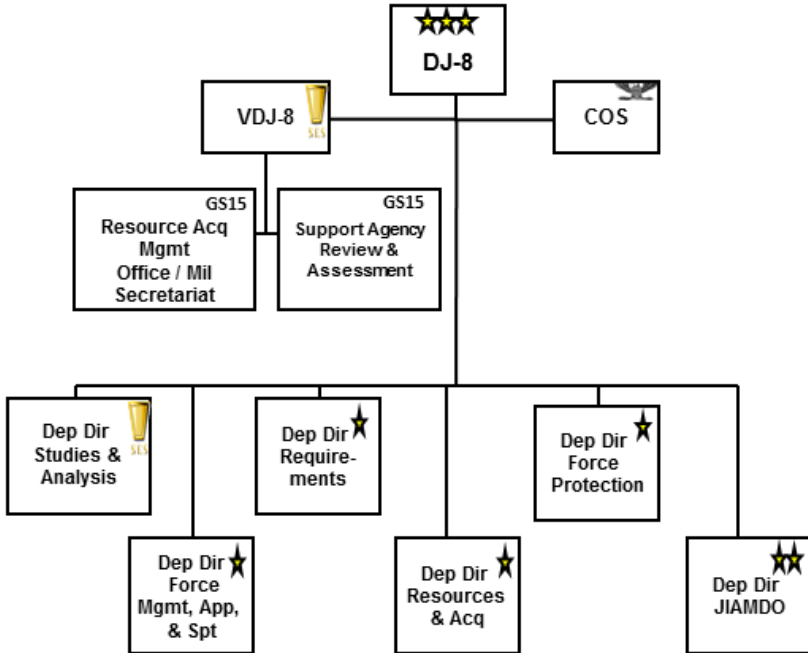 DJ-8
VDJ-8
SES
COS
GS15
Resource Acq
Mgmt
Office / Mil
Secretariat
GS15
Support Agency
Review &
Assessment
Dep Dir
Studies &
Analysis
SES
Dep Dir
Require-
ments
Dep Dir
Force
Protection
Dep Dir
Force
Mgmt, App,
& Spt
Dep Dir
Resources
& Acq
Dep Dir
JIAMDO